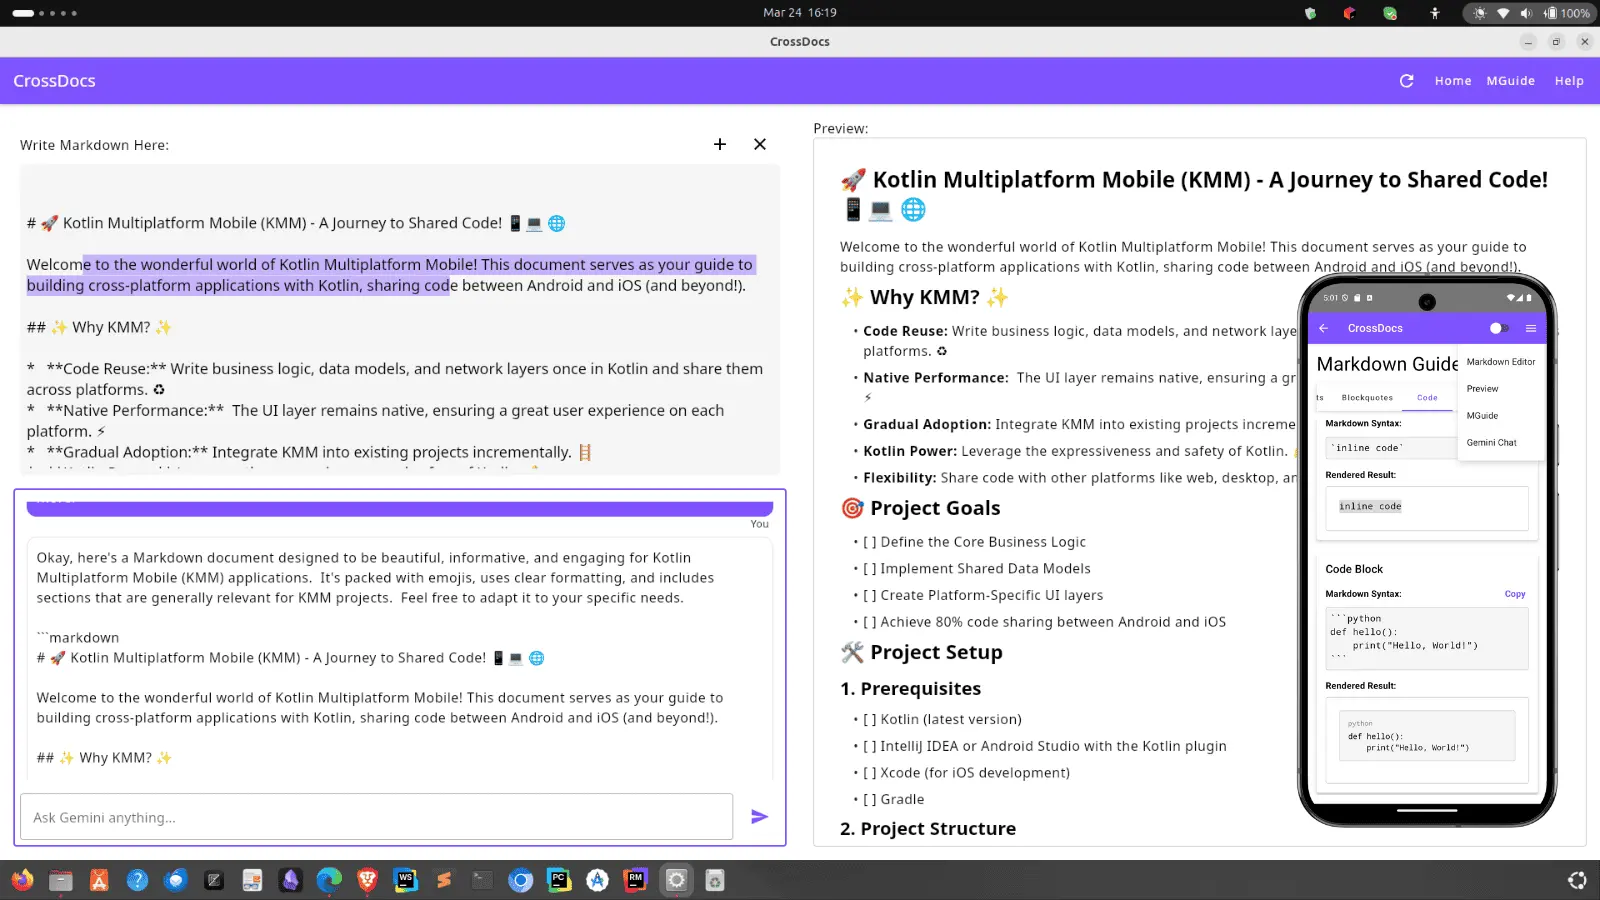 Mar 24 16:19
100%
CrossDocs
CrossDocs
Home MGuide Help
Write Markdown Here:
# 🚀 Kotlin Multiplatform Mobile (KMM) - A Journey to Shared Code! 📱 💻 🌐
Welcome to the wonderful world of Kotlin Multiplatform Mobile! This document serves as your guide to
building cross-platform applications with Kotlin, sharing code between Android and iOS (and beyond!).
## ✨ Why KMM? ✨
* **Code Reuse:** Write business logic, data models, and network layers once in Kotlin and share them
across platforms. ♻
* **Native Performance:** The UI layer remains native, ensuring a great user experience on each
platform. ⚡
* **Gradual Adoption:** Integrate KMM into existing projects incrementally. 🪜
You
Okay, here's a Markdown document designed to be beautiful, informative, and engaging for Kotlin
Multiplatform Mobile (KMM) applications. It's packed with emojis, uses clear formatting, and includes
sections that are generally relevant for KMM projects. Feel free to adapt it to your specific needs.
```markdown
# 🚀 Kotlin Multiplatform Mobile (KMM) - A Journey to Shared Code! 📱 💻 🌐
Welcome to the wonderful world of Kotlin Multiplatform Mobile! This document serves as your guide to
building cross-platform applications with Kotlin, sharing code between Android and iOS (and beyond!).
## ✨ Why KMM? ✨
Ask Gemini anything...
Preview:
🚀 Kotlin Multiplatform Mobile (KMM) - A Journey to Shared Code!
📱 💻 🌐
Welcome to the wonderful world of Kotlin Multiplatform Mobile! This document serves as your guide to
building cross-platform applications with Kotlin, sharing code between Android and iOS (and beyond!).
✨ Why KMM? ✨
• Code Reuse: Write business logic, data models, and network laye
platforms. ♻
• Native Performance: The UI layer remains native, ensuring a gr
⚡
• Gradual Adoption: Integrate KMM into existing projects increme
• Kotlin Power: Leverage the expressiveness and safety of Kotlin.
• Flexibility: Share code with other platforms like web, desktop, an
🎯 Project Goals
• [ ] Define the Core Business Logic
• [ ] Implement Shared Data Models
• [ ] Create Platform-Specific UI layers
• [ ] Achieve 80% code sharing between Android and iOS
🛠 Project Setup
1. Prerequisites
• [ ] Kotlin (latest version)
• [ ] IntelliJ IDEA or Android Studio with the Kotlin plugin
• [ ] Xcode (for iOS development)
• [ ] Gradle
2. Project Structure
5:01
CrossDocs
Markdown Guide
Markdown Editor
Preview
MGuide
Gemini Chat
ts Blockquotes Code
Markdown Syntax:
`inline code`
Rendered Result:
inline code
Code Block
Markdown Syntax: Copy
```python
def hello():
print("Hello, World!")
```
Rendered Result:
python
def hello():
print("Hello, World!")
WS
PC
RM